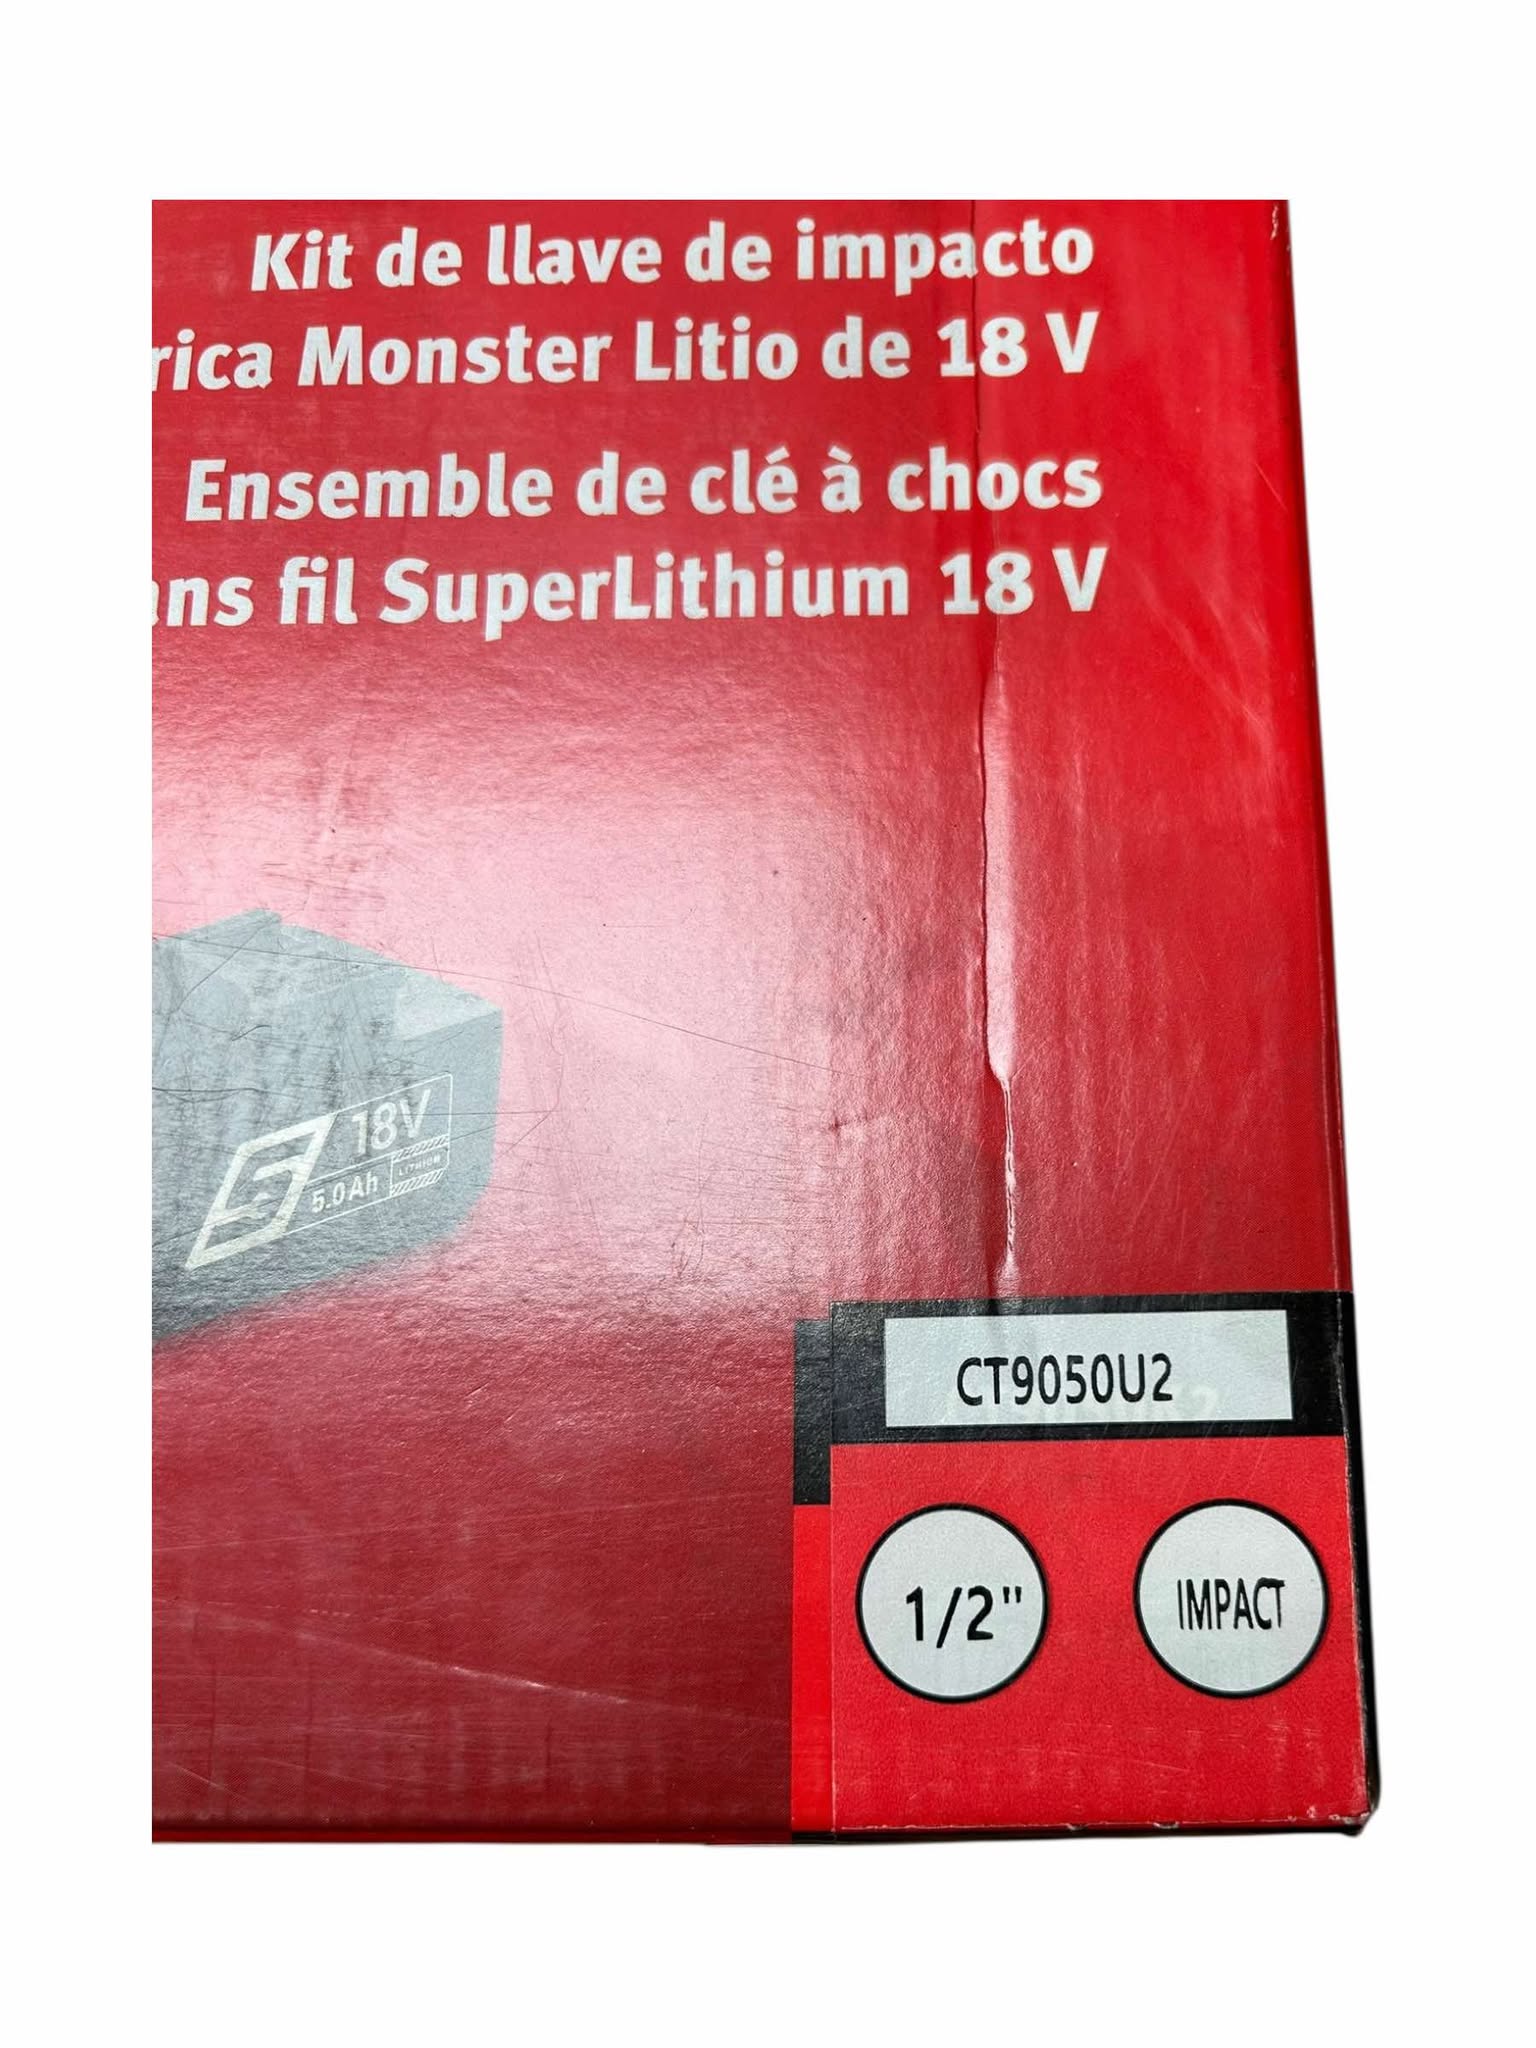 Kit de llave de impacto
rica Monster Litio de 18 V
Ensemble de clé à chocs
ans fil SuperLithium 18 V
18V
5.0Ah
LITHIUM
CT9050U2
1/2"
IMPACT